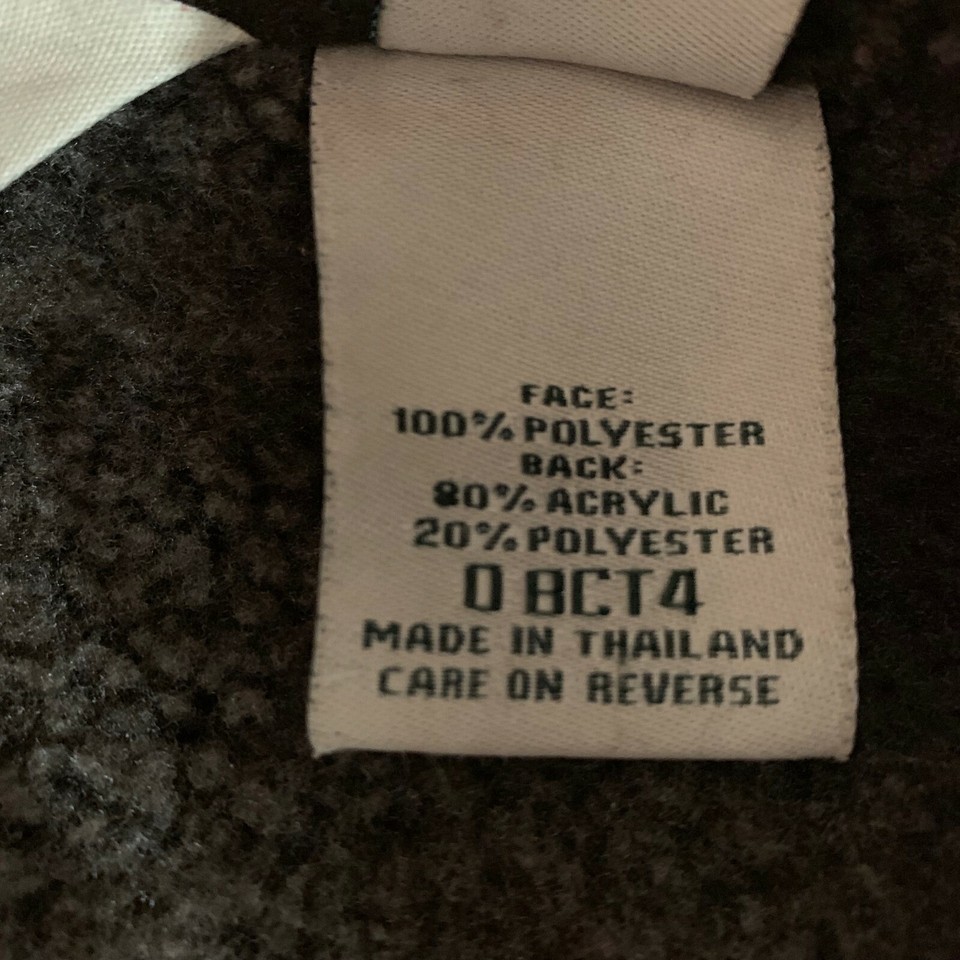 FACE:
100% POLYESTER
BACK:
80% ACRYLIC
20% POLYESTER
0 BCT4
MADE IN THAILAND
CARE ON REVERSE